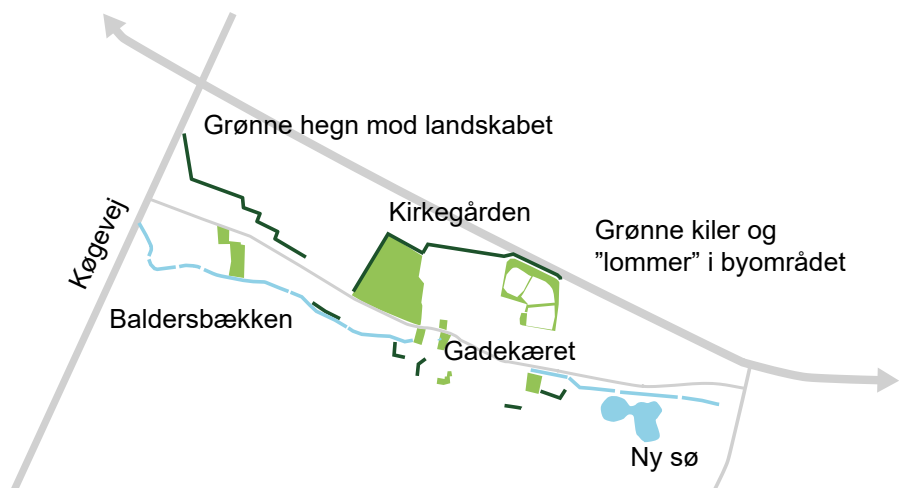 Grønne hegn mod landskabet
Kirkegården
Grønne kiler og
”lommer” i byområdet
Køgevej
Baldersbækken
Gadekæret
Ny sø